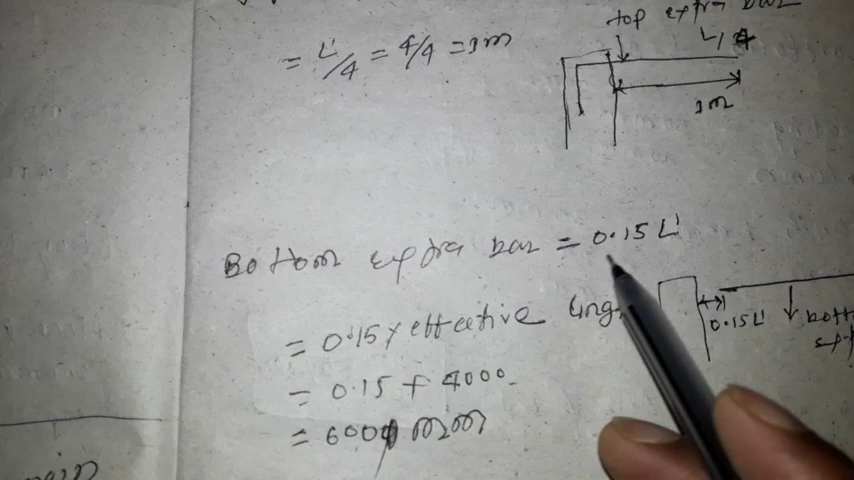 top extra bar
= L'/4 = 4/4 = 1m
L/4
1m
Bottom extra bar = 0.15 L'
= 0.15 x effective
0.15L'
= 0.15 + 4000
= 600 mm